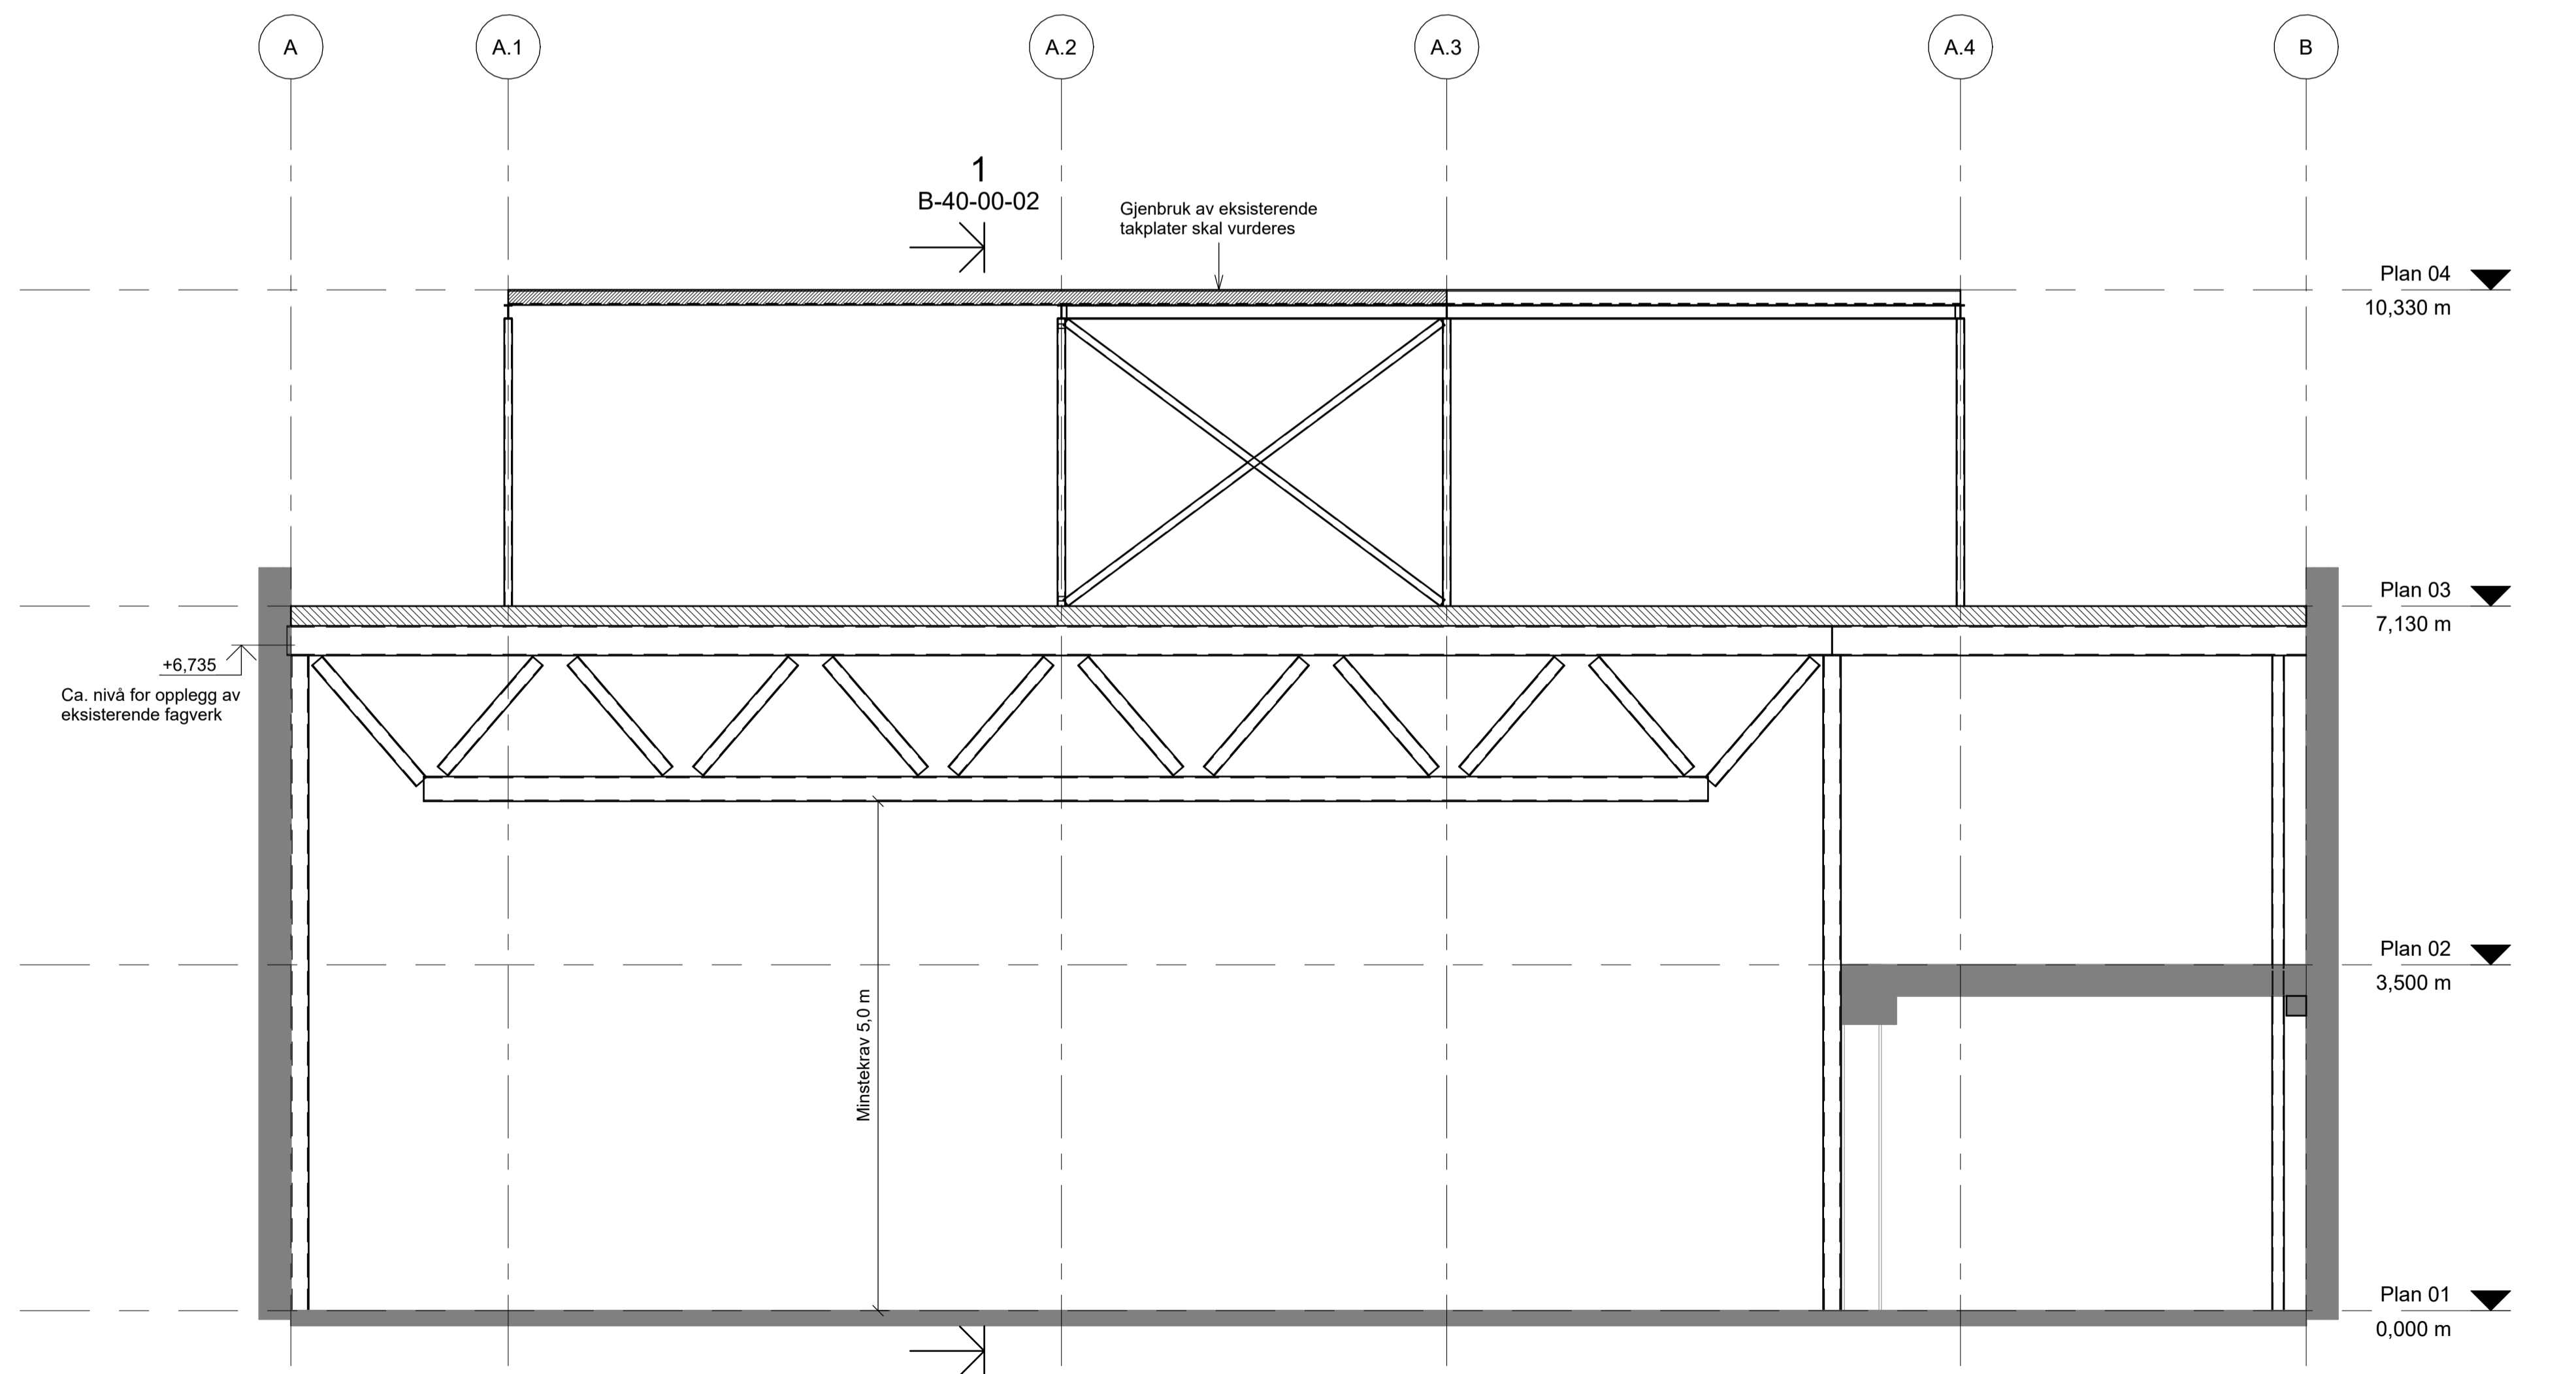 A
A.1
A.2
A.3
A.4
B
1
B-40-00-02
Gjenbruk av eksisterende
takplater skal vurderes
Plan 04
10,330 m
Plan 03
7,130 m
+6,735
Ca. nivå for opplegg av
eksisterende fagverk
Plan 02
3,500 m
Minstekrav 5,0 m
Plan 01
0,000 m